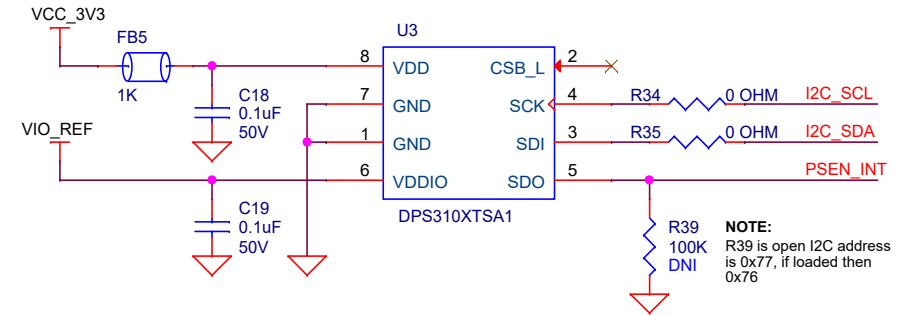 VCC_3V3
FB5
1K
C18
0.1uF
50V
VIO_REF
C19
0.1uF
50V
U3
8
VDD
7
GND
1
GND
6
VDDIO
CSB_L
2
SCK
4
SDI
3
SDO
5
DPS310XTSA1
R34
0 OHM
I2C_SCL
R35
0 OHM
I2C_SDA
PSEN_INT
R39
100K
DNI
NOTE:
R39 is open I2C address
is 0x77, if loaded then
0x76